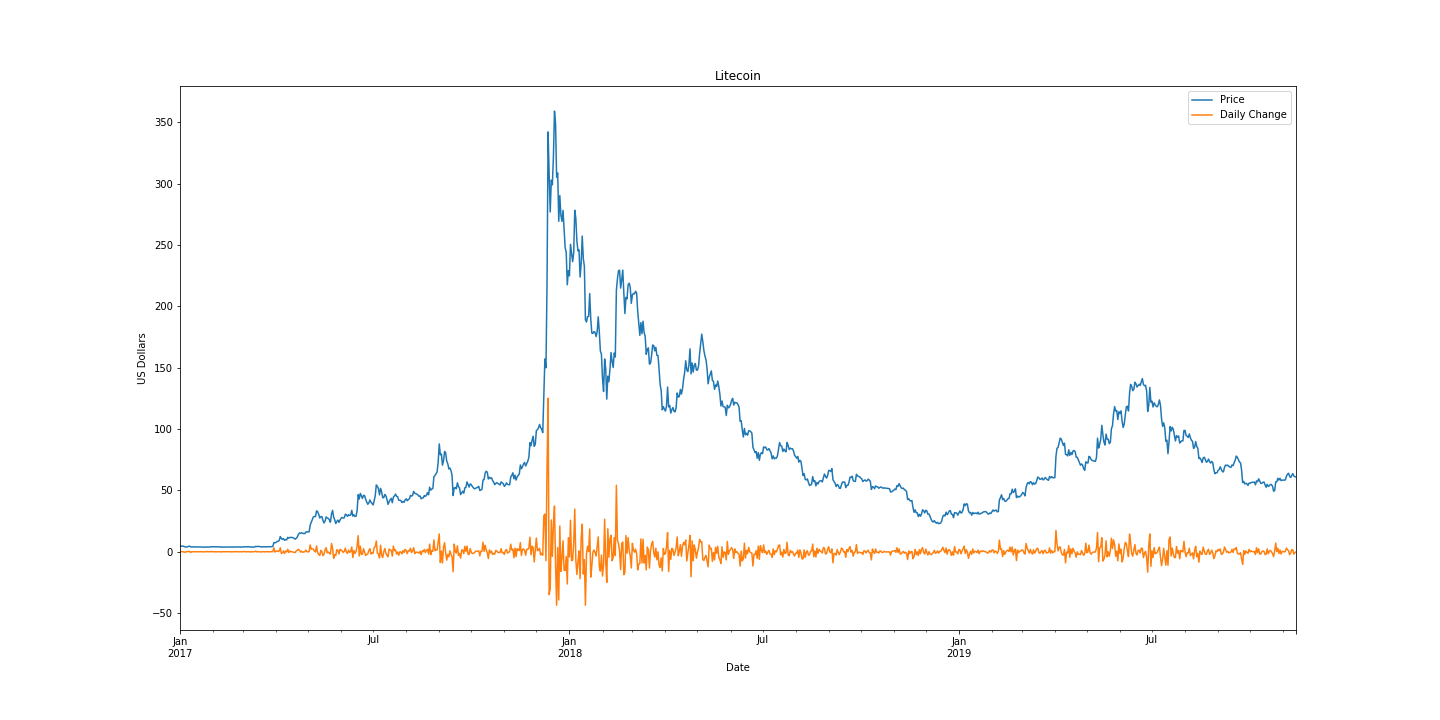 Litecoin
Price
Daily Change
350
300
250
200
150
100
50
0
−50
US Dollars
Jan Jul Jan Jul Jan Jul
2017 2018 2019
Date